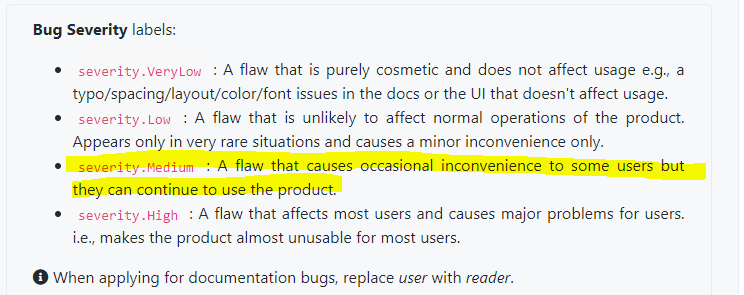 Bug Severity labels:
severity.VeryLow : A flaw that is purely cosmetic and does not affect usage e.g., a
typo/spacing/layout/color/font issues in the docs or the UI that doesn't affect usage.
severity.Low : A flaw that is unlikely to affect normal operations of the product.
Appears only in very rare situations and causes a minor inconvenience only.
severity.Medium : A flaw that causes occasional inconvenience to some users but
they can continue to use the product.
severity.High : A flaw that affects most users and causes major problems for users.
i.e., makes the product almost unusable for most users.
When applying for documentation bugs, replace user with reader.